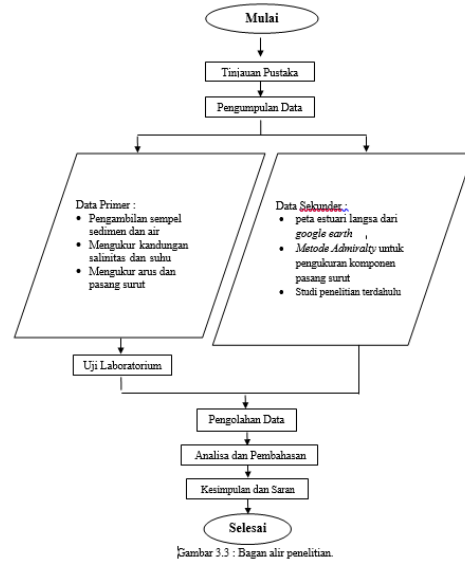 Mulai
Tinjauan Pustaka
Pengumpulan Data
Data Primer :
• Pengambilan sempel
sedimen dan air
• Mengukur kandungan
salinitas dan suhu
• Mengukur arus dan
pasang surut
Data Sekunder :
• peta estuari langsa dari
google earth
• Metode Admiralty untuk
pengukuran komponen
pasang surut
• Studi penelitian terdahulu
Uji Laboratorium
Pengolahan Data
Analisa dan Pembahasan
Kesimpulan dan Saran
Selesai
Gambar 3.3 : Bagan alir penelitian.